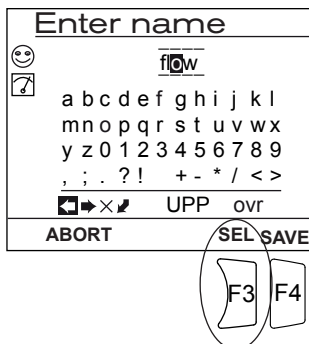 Enter name
flow
a b c d e f g h i j k l
m n o p q r s t u v w x
y z 0 1 2 3 4 5 6 7 8 9
, ; . ? ! + - * / < >
UPP ovr
ABORT SEL SAVE
F3 F4